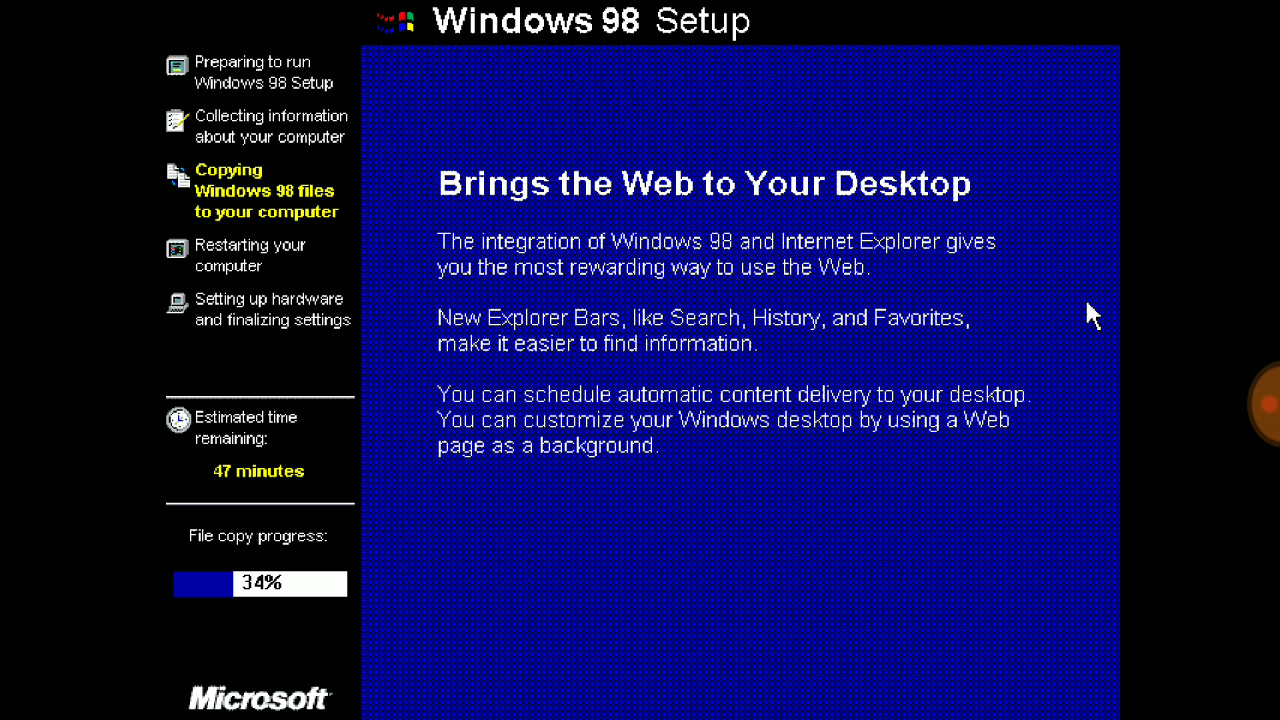 Windows 98 Setup
Preparing to run
Windows 98 Setup
Collecting information
about your computer
Copying
Windows 98 files
to your computer
Restarting your
computer
Setting up hardware
and finalizing settings
Estimated time
remaining:
47 minutes
File copy progress:
34%
Microsoft
Brings the Web to Your Desktop
The integration of Windows 98 and Internet Explorer gives
you the most rewarding way to use the Web.
New Explorer Bars, like Search, History, and Favorites,
make it easier to find information.
You can schedule automatic content delivery to your desktop.
You can customize your Windows desktop by using a Web
page as a background.